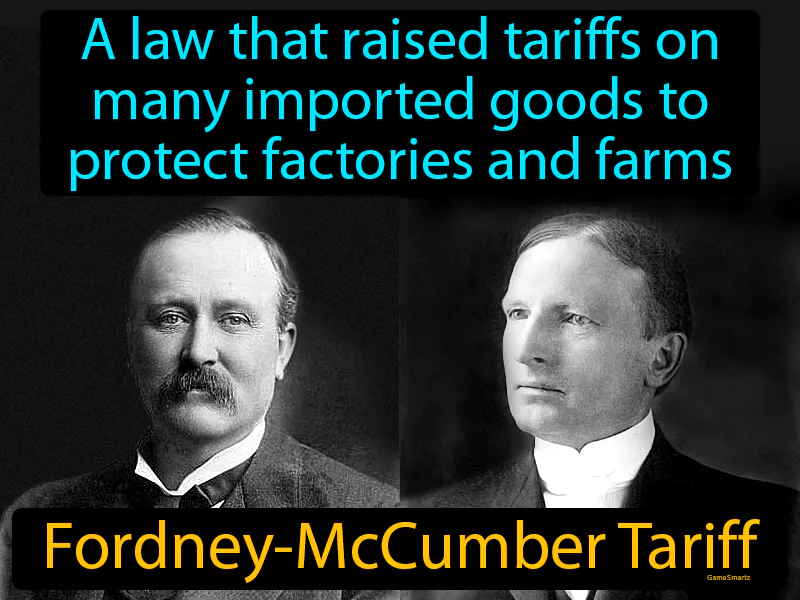 A law that raised tariffs on
many imported goods to
protect factories and farms
Fordney-McCumber Tariff
GameSmartz